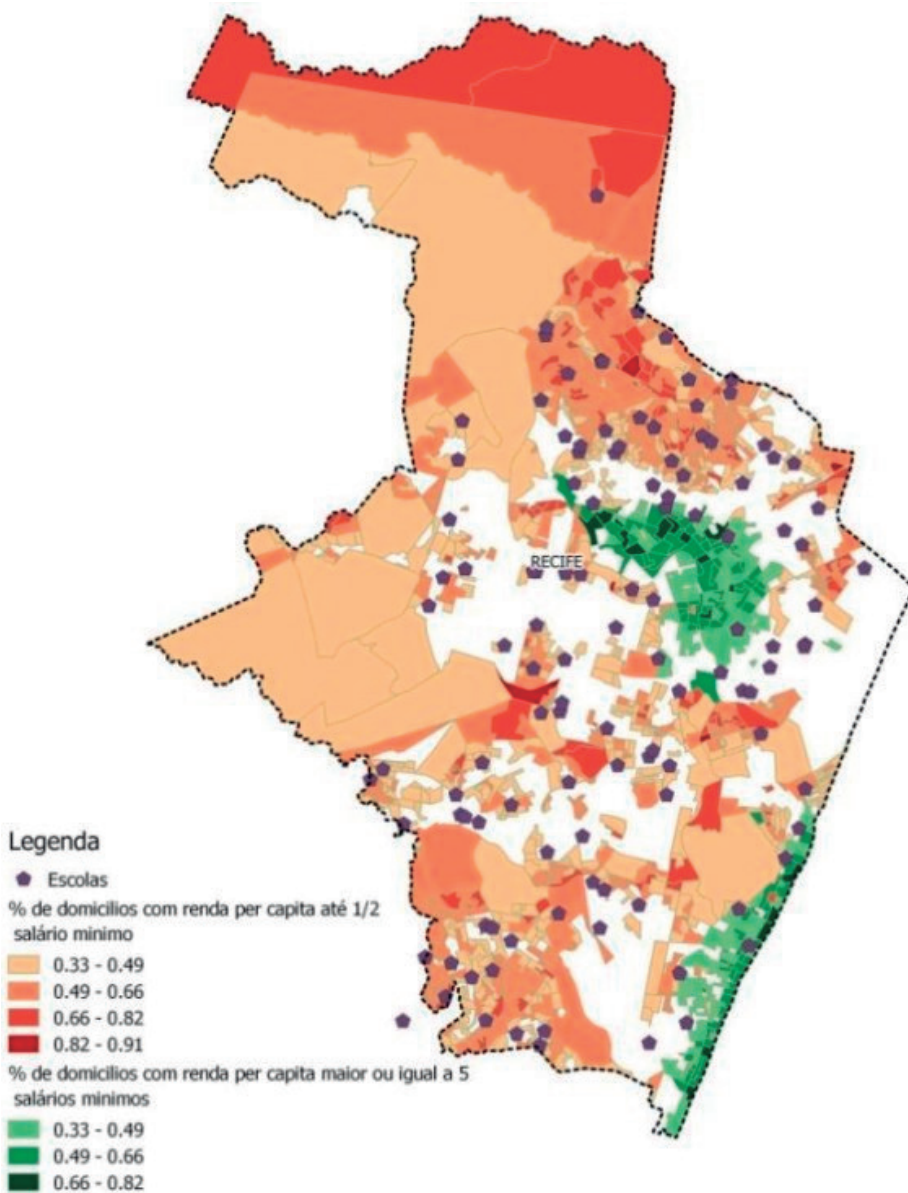 RECIFE
Legenda
Escolas
% de domicilios com renda per capita até 1/2
salário minimo
0.33 - 0.49
0.49 - 0.66
0.66 - 0.82
0.82 - 0.91
% de domicilios com renda per capita maior ou igual a 5
salários minimos
0.33 - 0.49
0.49 - 0.66
0.66 - 0.82